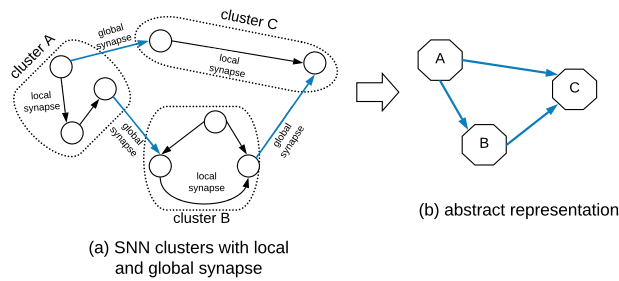 cluster C
global
synapse
cluster A
local
synapse
local
synapse
global
synapse
global
synapse
local
synapse
cluster B
A
C
B
(b) abstract representation
(a) SNN clusters with local
and global synapse